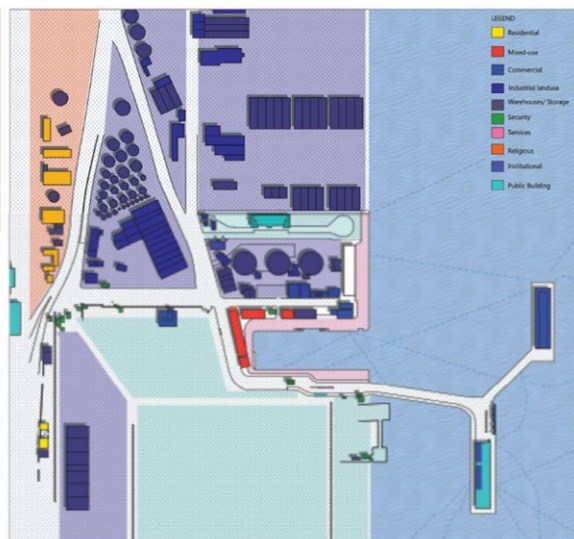 LEGEND
Residential
Mixed-use
Commercial
Industrial landuse
Warehouses/ Storage
Security
Services
Religious
Institutional
Public Building